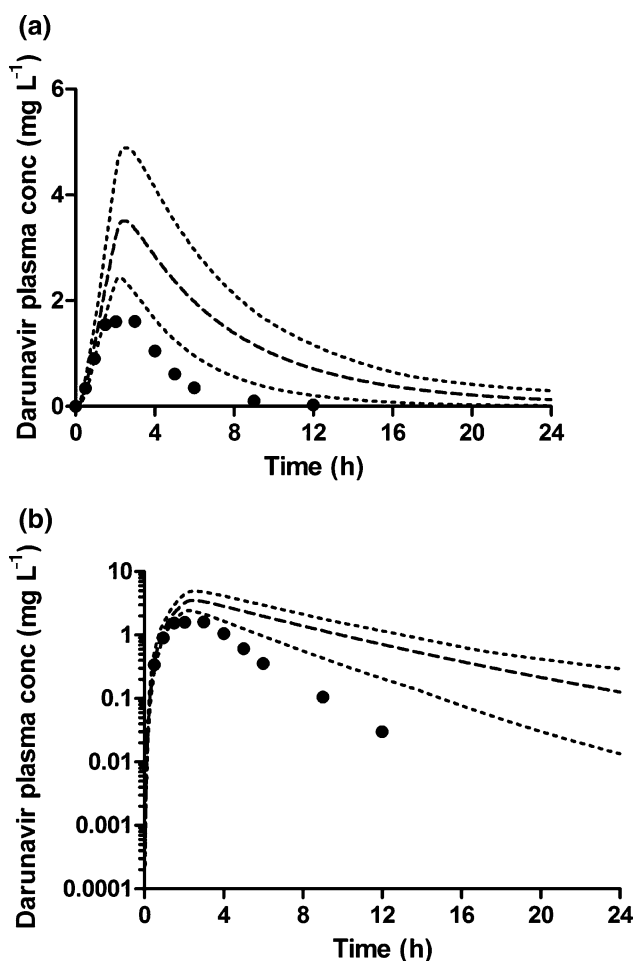 (a)
Darunavir plasma conc (mg L⁻¹)
6
4
2
0
0 4 8 12 16 20 24
Time (h)
(b)
Darunavir plasma conc (mg L⁻¹)
10
1
0.1
0.01
0.001
0.0001
0 4 8 12 16 20 24
Time (h)